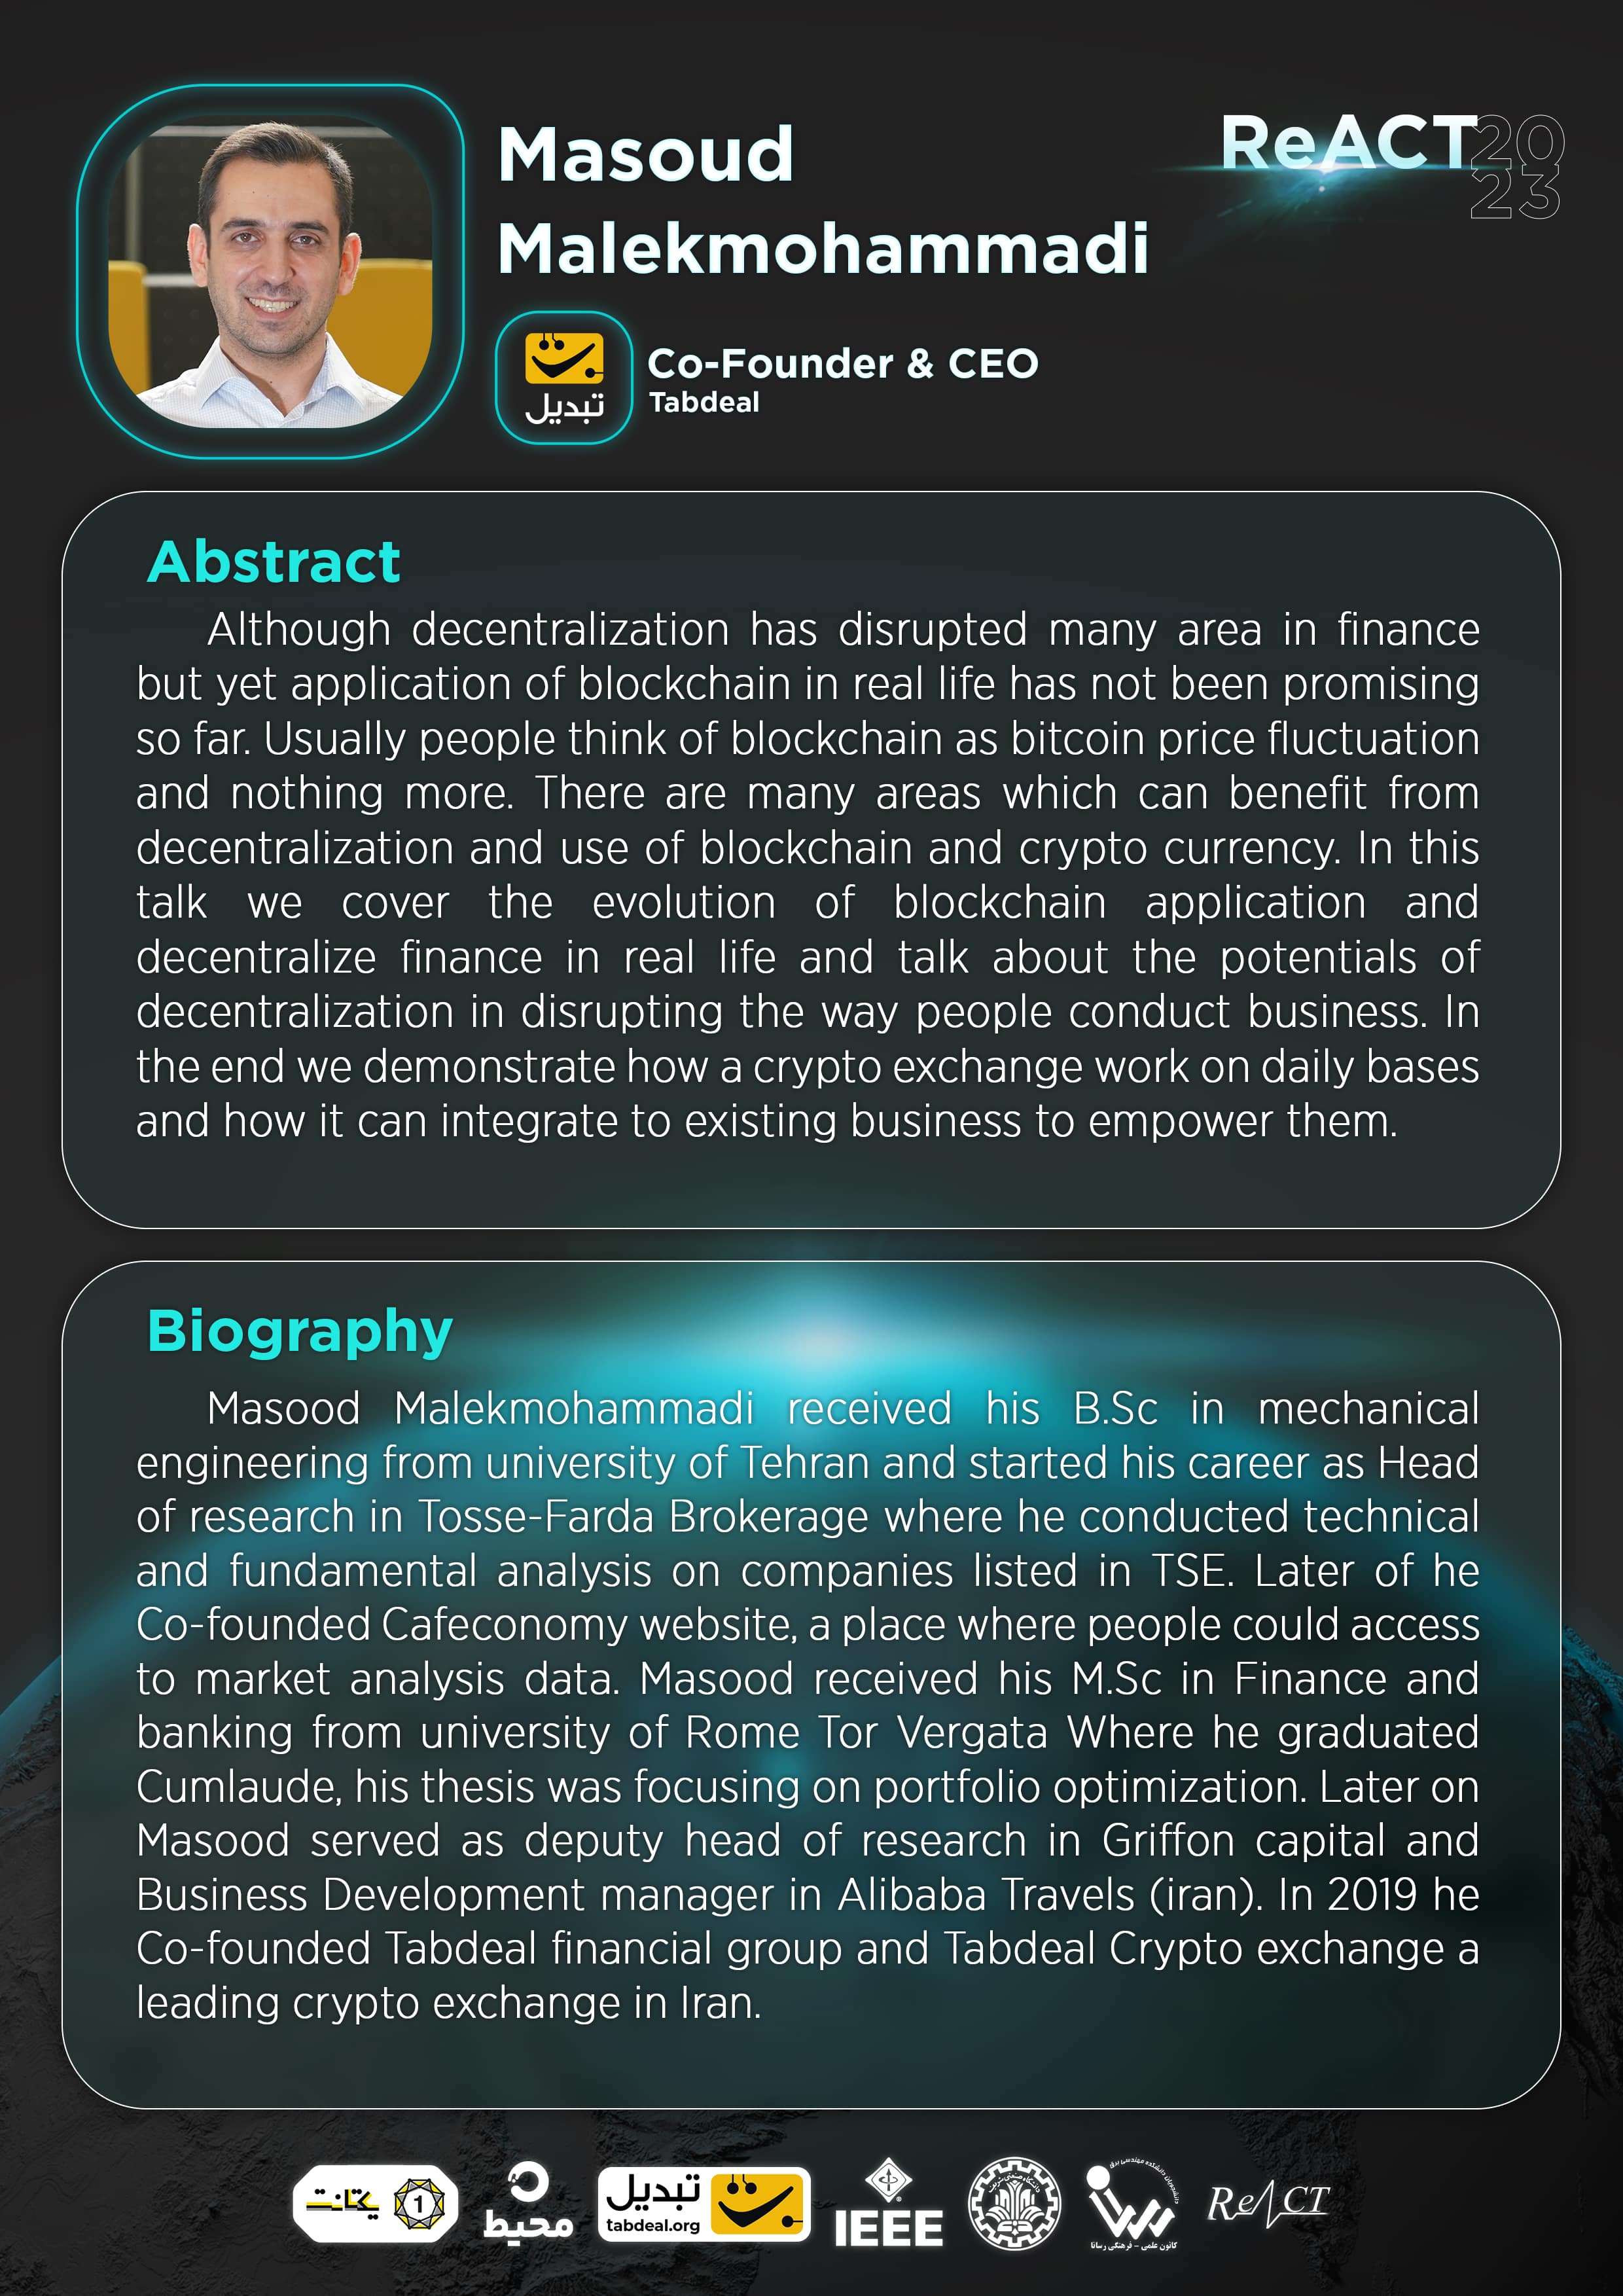 Masoud
Malekmohammadi
ReACT
20
23
تبدیل
Co-Founder & CEO
Tabdeal
Abstract
Although decentralization has disrupted many area in finance
but yet application of blockchain in real life has not been promising
so far. Usually people think of blockchain as bitcoin price fluctuation
and nothing more. There are many areas which can benefit from
decentralization and use of blockchain and crypto currency. In this
talk we cover the evolution of blockchain application and
decentralize finance in real life and talk about the potentials of
decentralization in disrupting the way people conduct business. In
the end we demonstrate how a crypto exchange work on daily bases
and how it can integrate to existing business to empower them.
Biography
Masood Malekmohammadi received his B.Sc in mechanical
engineering from university of Tehran and started his career as Head
of research in Tosse-Farda Brokerage where he conducted technical
and fundamental analysis on companies listed in TSE. Later of he
Co-founded Cafeconomy website, a place where people could access
to market analysis data. Masood received his M.Sc in Finance and
banking from university of Rome Tor Vergata Where he graduated
Cumlaude, his thesis was focusing on portfolio optimization. Later on
Masood served as deputy head of research in Griffon capital and
Business Development manager in Alibaba Travels (iran). In 2019 he
Co-founded Tabdeal financial group and Tabdeal Crypto exchange a
leading crypto exchange in Iran.
یکتانت
1
محیط
تبدیل
tabdeal.org
IEEE
دانشگاه صنعتی شریف
دانشجویان دانشکده مهندسی برق
کانون علمی - فرهنگی رسانا
ReACT